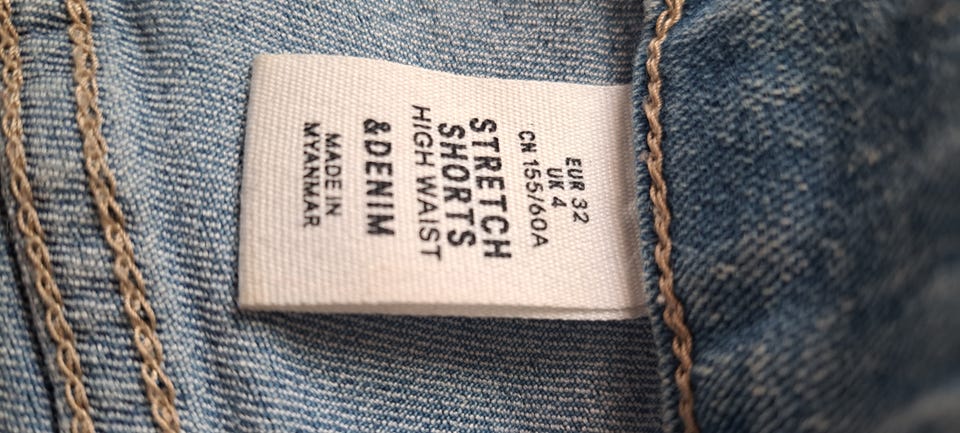 EUR 32
UK 4
CN 155/60A
STRETCH
SHORTS
HIGH WAIST
&DENIM
MADE IN
MYANMAR